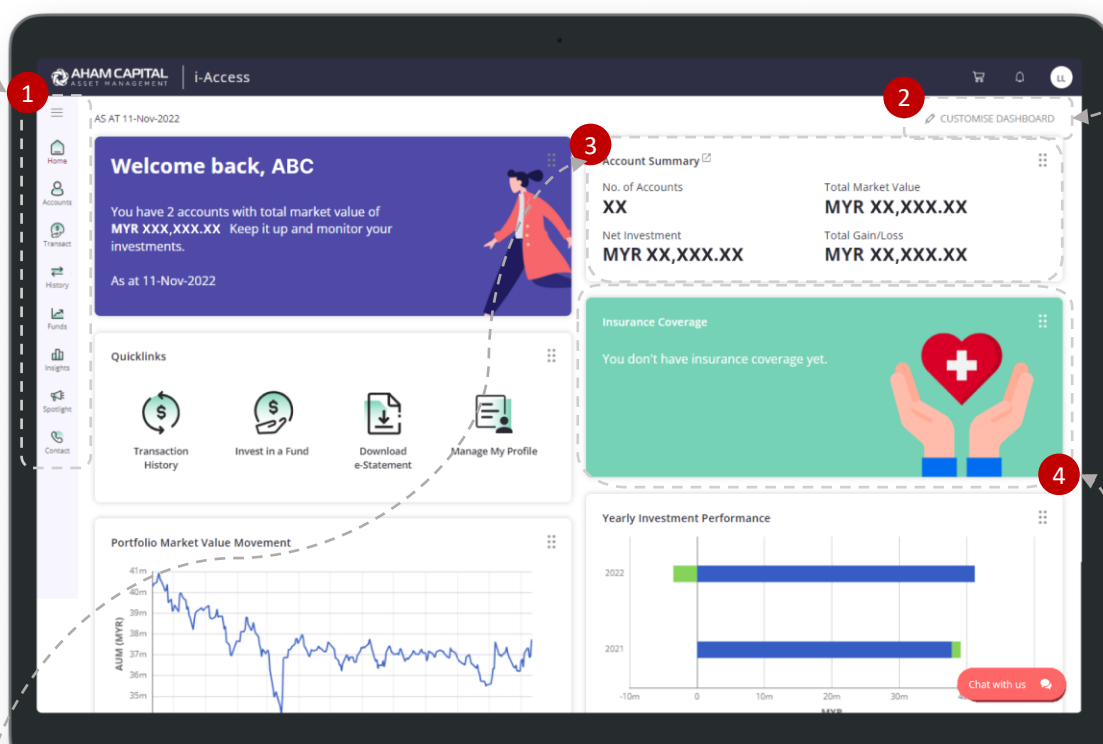 AHAM CAPITAL
ASSET MANAGEMENT
i-Access
LL
1
2
AS AT 11-Nov-2022
CUSTOMISE DASHBOARD
Home
Accounts
Transact
History
Funds
Insights
Spotlight
Contact
Welcome back, ABC
You have 2 accounts with total market value of
MYR XXX,XXX.XX Keep it up and monitor your
investments.
As at 11-Nov-2022
3
Account Summary
No. of Accounts
XX
Total Market Value
MYR XX,XXX.XX
Net Investment
MYR XX,XXX.XX
Total Gain/Loss
MYR XX,XXX.XX
Quicklinks
Transaction
History
Invest in a Fund
Download
e-Statement
Manage My Profile
Insurance Coverage
You don't have insurance coverage yet.
4
Portfolio Market Value Movement
AUM (MYR)
41m
40m
39m
38m
37m
36m
35m
Yearly Investment Performance
2022
2021
-10m
0
10m
20m
30m
MYR
Chat with us